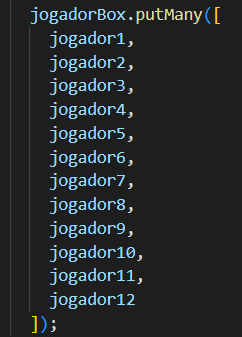 jogadorBox.putMany([
jogador1,
jogador2,
jogador3,
jogador4,
jogador5,
jogador6,
jogador7,
jogador8,
jogador9,
jogador10,
jogador11,
jogador12
]);